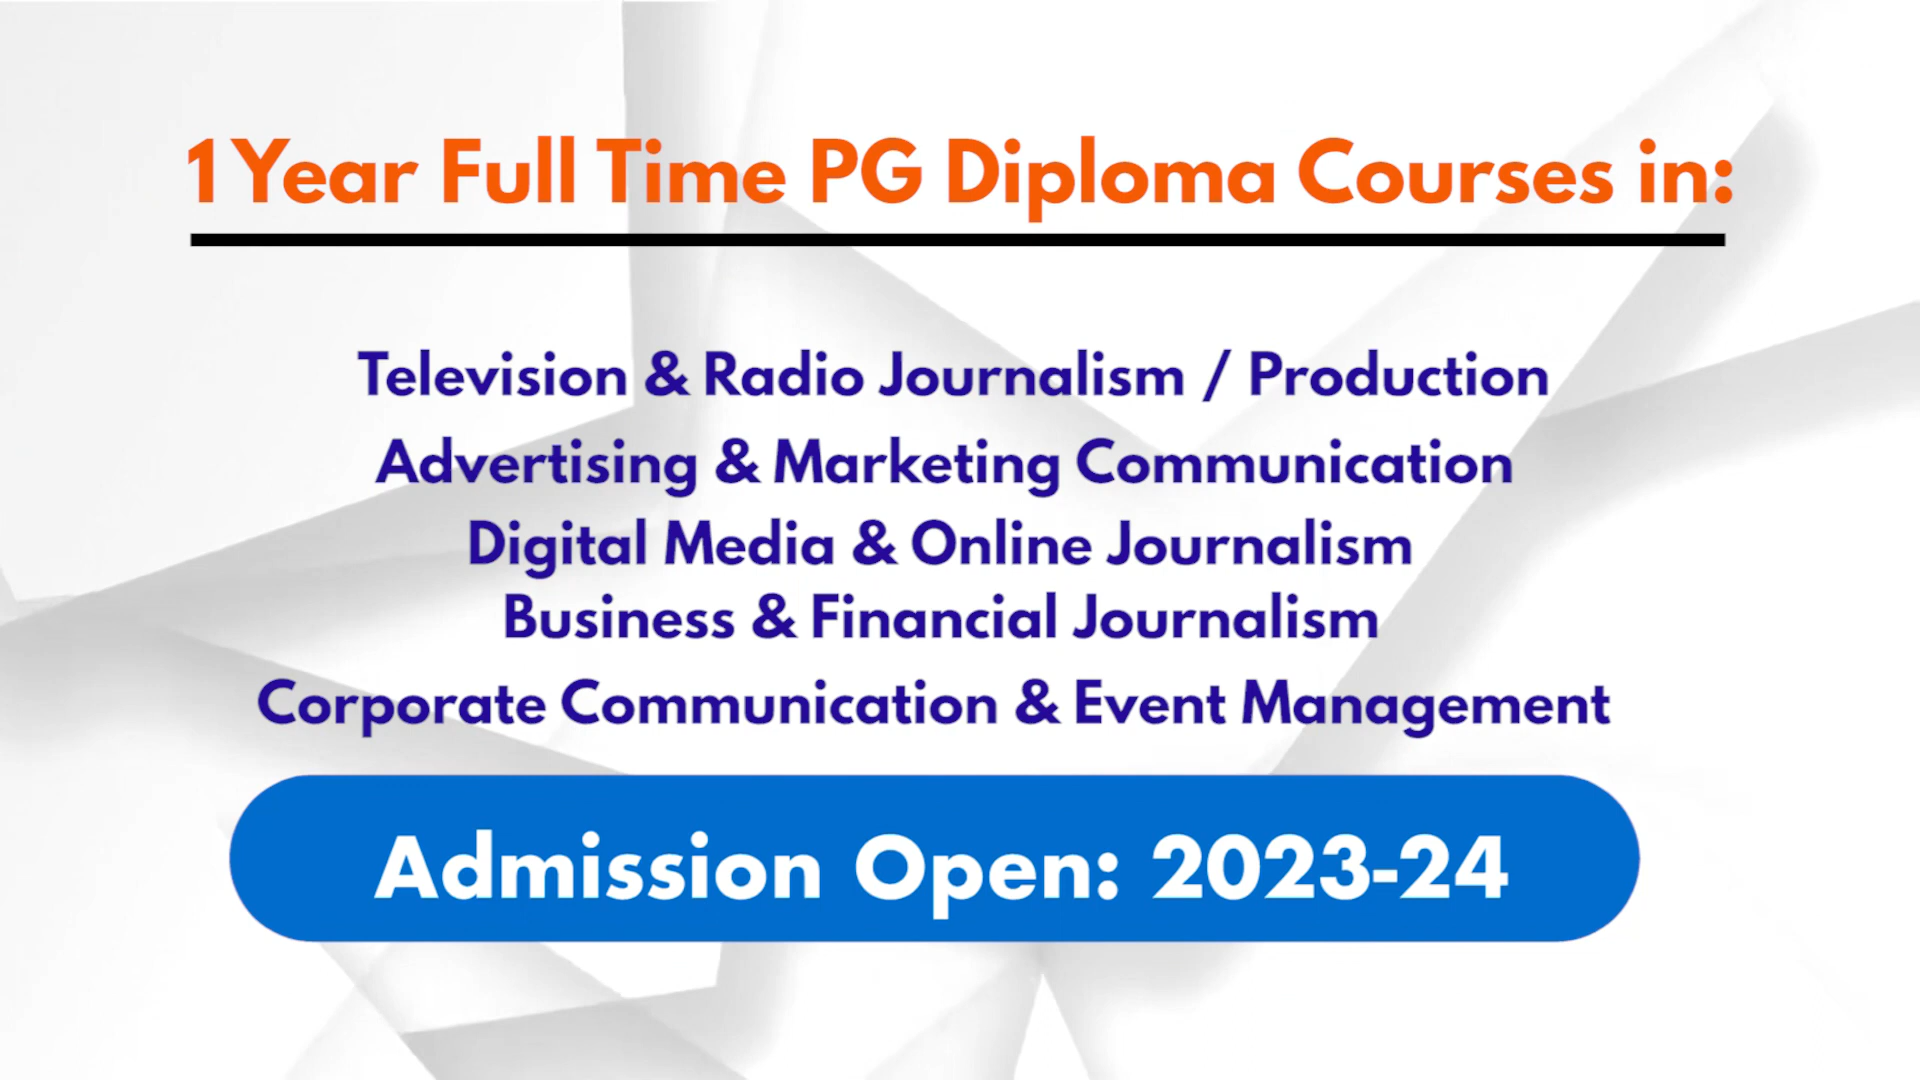 1 Year Full Time PG Diploma Courses in:
Television & Radio Journalism / Production
Advertising & Marketing Communication
Digital Media & Online Journalism
Business & Financial Journalism
Corporate Communication & Event Management
Admission Open: 2023-24